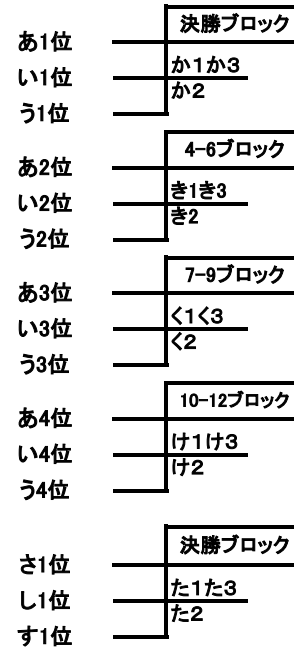 決勝ブロック
あ1位
い1位
か1か3
か2
う1位
4-6ブロック
あ2位
い2位
き1き3
き2
う2位
7-9ブロック
あ3位
い3位
く1く3
く2
う3位
10-12ブロック
あ4位
い4位
け1け3
け2
う4位
決勝ブロック
さ1位
し1位
た1た3
た2
す1位